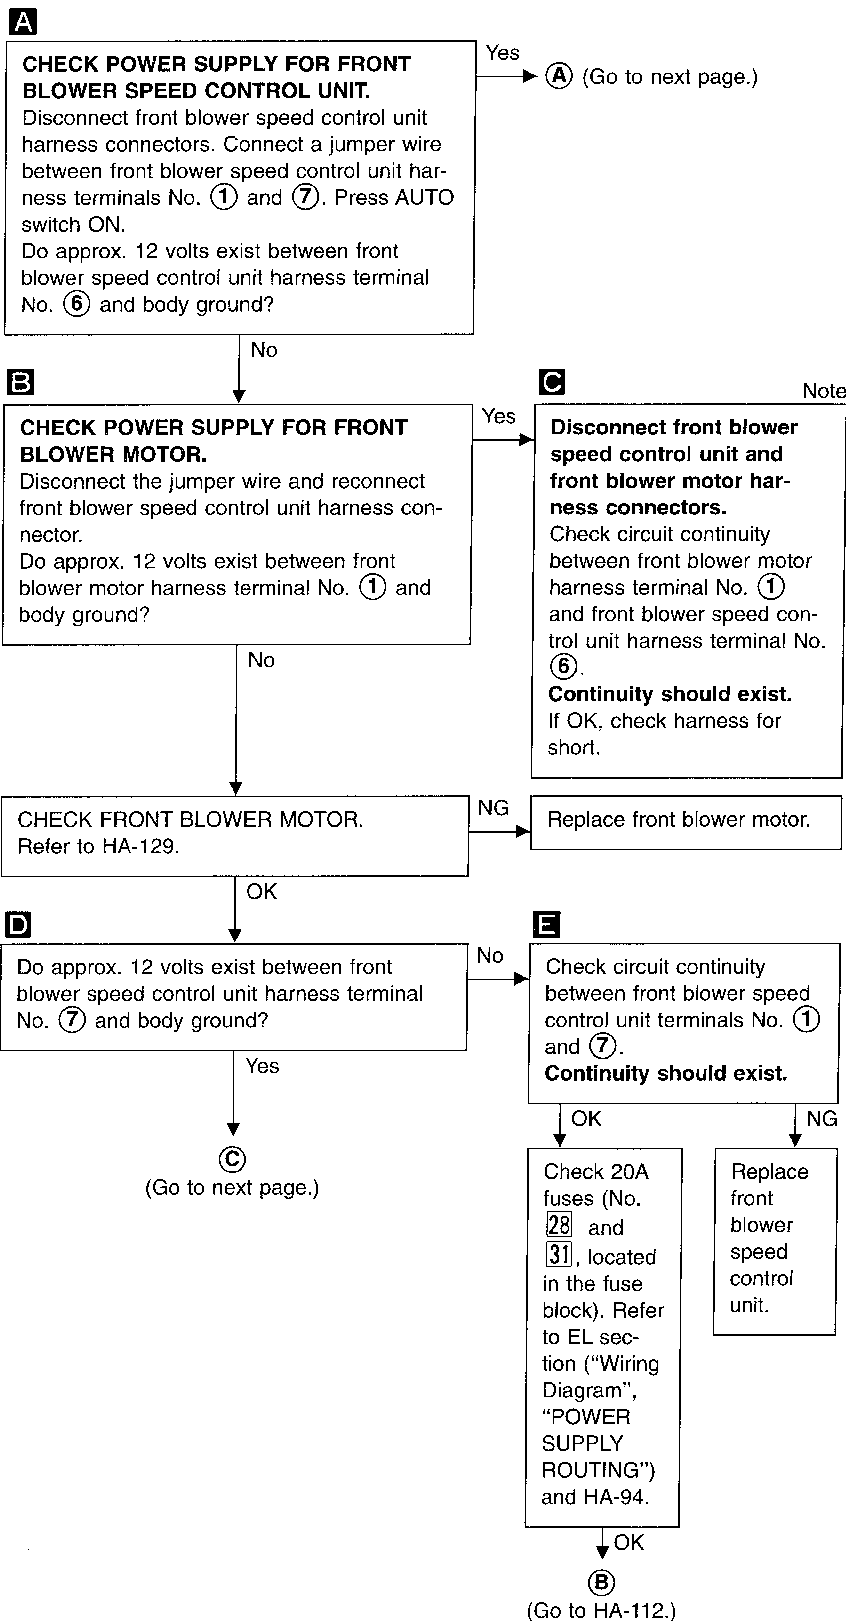 A
CHECK POWER SUPPLY FOR FRONT
BLOWER SPEED CONTROL UNIT.
Disconnect front blower speed control unit
harness connectors. Connect a jumper wire
between front blower speed control unit har-
ness terminals No. ① and ⑦. Press AUTO
switch ON.
Do approx. 12 volts exist between front
blower speed control unit harness terminal
No. ⑥ and body ground?
Yes
Ⓐ (Go to next page.)
No
B
CHECK POWER SUPPLY FOR FRONT
BLOWER MOTOR.
Disconnect the jumper wire and reconnect
front blower speed control unit harness con-
nector.
Do approx. 12 volts exist between front
blower motor harness terminal No. ① and
body ground?
Yes
C
Note
Disconnect front blower
speed control unit and
front blower motor har-
ness connectors.
Check circuit continuity
between front blower motor
harness terminal No. ①
and front blower speed con-
trol unit harness terminal No.
⑥.
Continuity should exist.
If OK, check harness for
short.
No
CHECK FRONT BLOWER MOTOR.
Refer to HA-129.
NG
Replace front blower motor.
OK
D
Do approx. 12 volts exist between front
blower speed control unit harness terminal
No. ⑦ and body ground?
No
E
Check circuit continuity
between front blower speed
control unit terminals No. ①
and ⑦.
Continuity should exist.
Yes
Ⓒ
(Go to next page.)
OK
Check 20A
fuses (No.
28 and
31, located
in the fuse
block). Refer
to EL sec-
tion ("Wiring
Diagram",
"POWER
SUPPLY
ROUTING")
and HA-94.
NG
Replace
front
blower
speed
control
unit.
OK
Ⓑ
(Go to HA-112.)